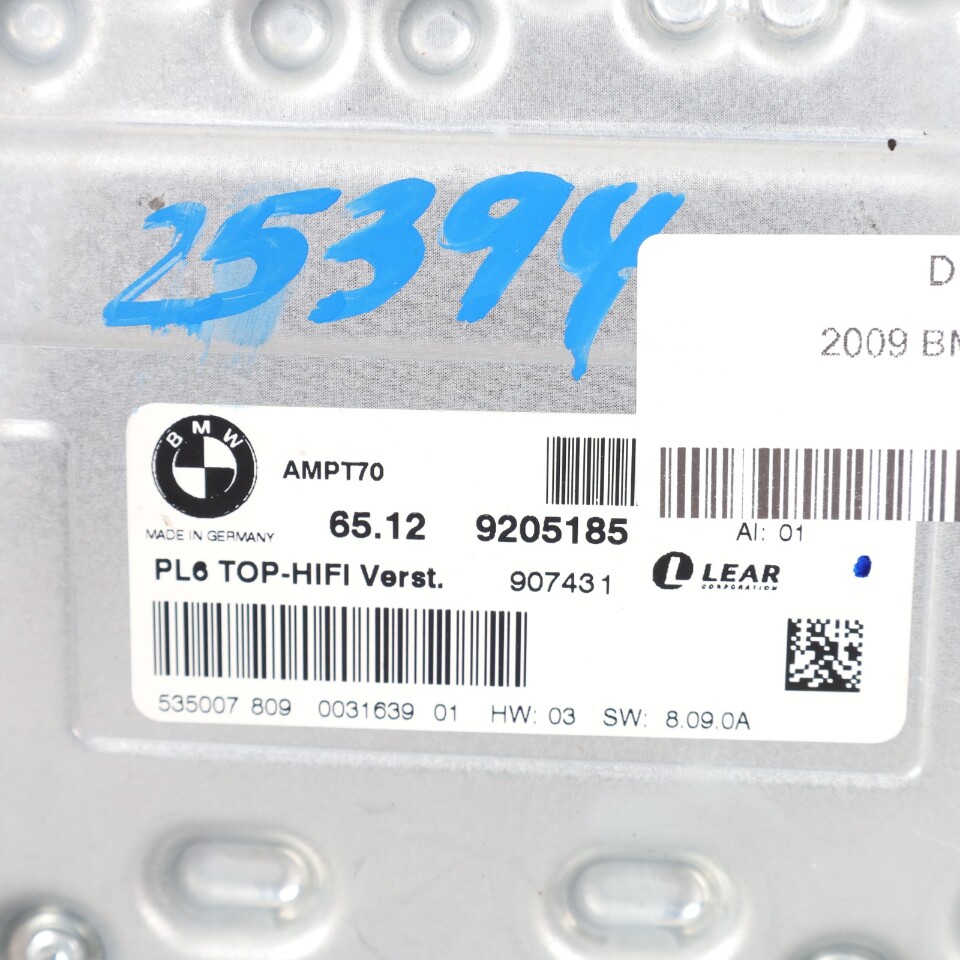 25394
D
2009 BM
BMW
AMPT70
MADE IN GERMANY
65.12 9205185
AI: 01
PL6 TOP-HIFI Verst.
907431
LEAR
CORPORATION
535007 809 0031639 01 HW: 03 SW: 8.09.0A